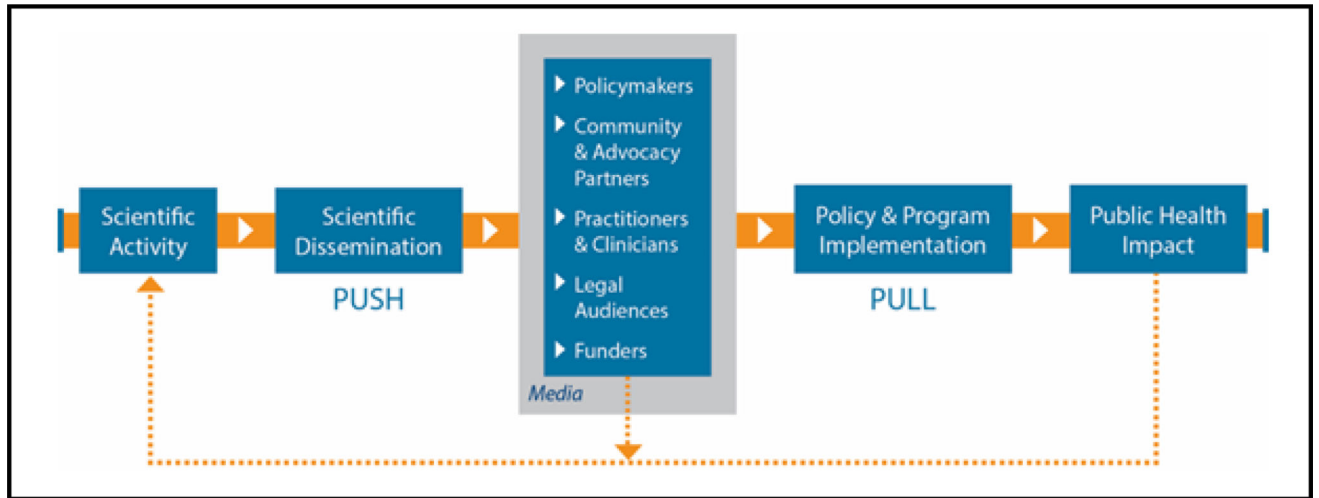 Scientific
Activity
Scientific
Dissemination
PUSH
Policymakers
Community
& Advocacy
Partners
Practitioners
& Clinicians
Legal
Audiences
Funders
Media
Policy & Program
Implementation
PULL
Public Health
Impact